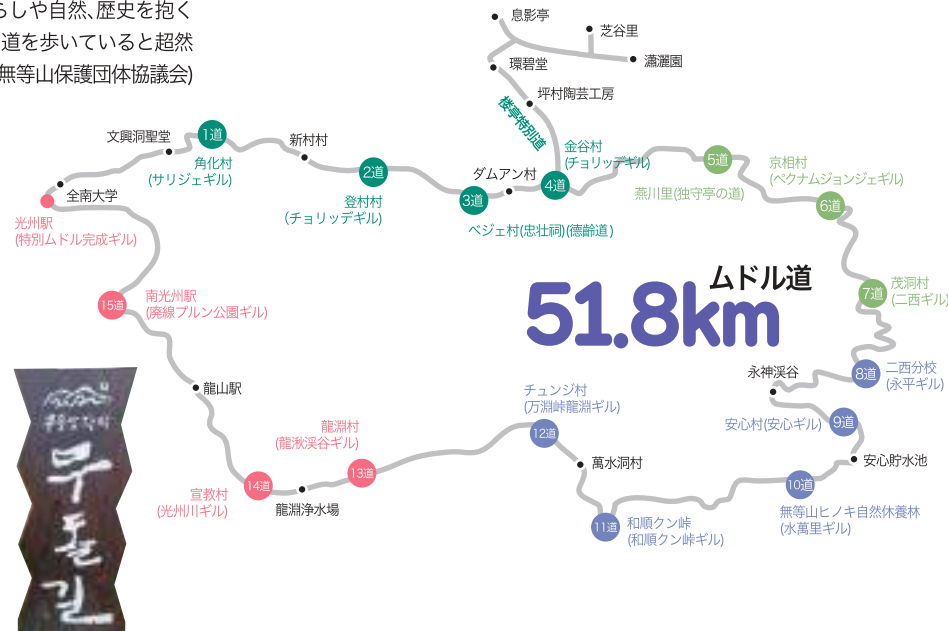 らしや自然、歴史を抱く
道を歩いていると超然
無等山保護団体協議会)
息影亭
芝谷里
瀟灑園
環碧堂
坪村陶芸工房
楼亭特別道
文興洞聖堂
1道
角化村
(サリジェギル)
新村村
2道
登村村
(チョリッデギル)
3道
ダムアン村
ベジェ村(忠壮祠)(徳齢道)
4道
金谷村
(チョリッデギル)
5道
燕川里(独守亭の道)
京相村
(ベクナムジョンジェギル)
6道
全南大学
光州駅
(特別ムドル完成ギル)
ムドル道
51.8km
7道
茂洞村
(二西ギル)
15道
南光州駅
(廃線プルン公園ギル)
8道
二西分校
(永平ギル)
永神渓谷
龍山駅
チュンジ村
(万淵峠龍淵ギル)
12道
安心村(安心ギル)
9道
龍淵村
(龍湫渓谷ギル)
13道
萬水洞村
安心貯水池
14道
宣教村
(光州川ギル)
龍淵浄水場
10道
無等山ヒノキ自然休養林
(水萬里ギル)
11道
和順クン峠
(和順クン峠ギル)
무돌길